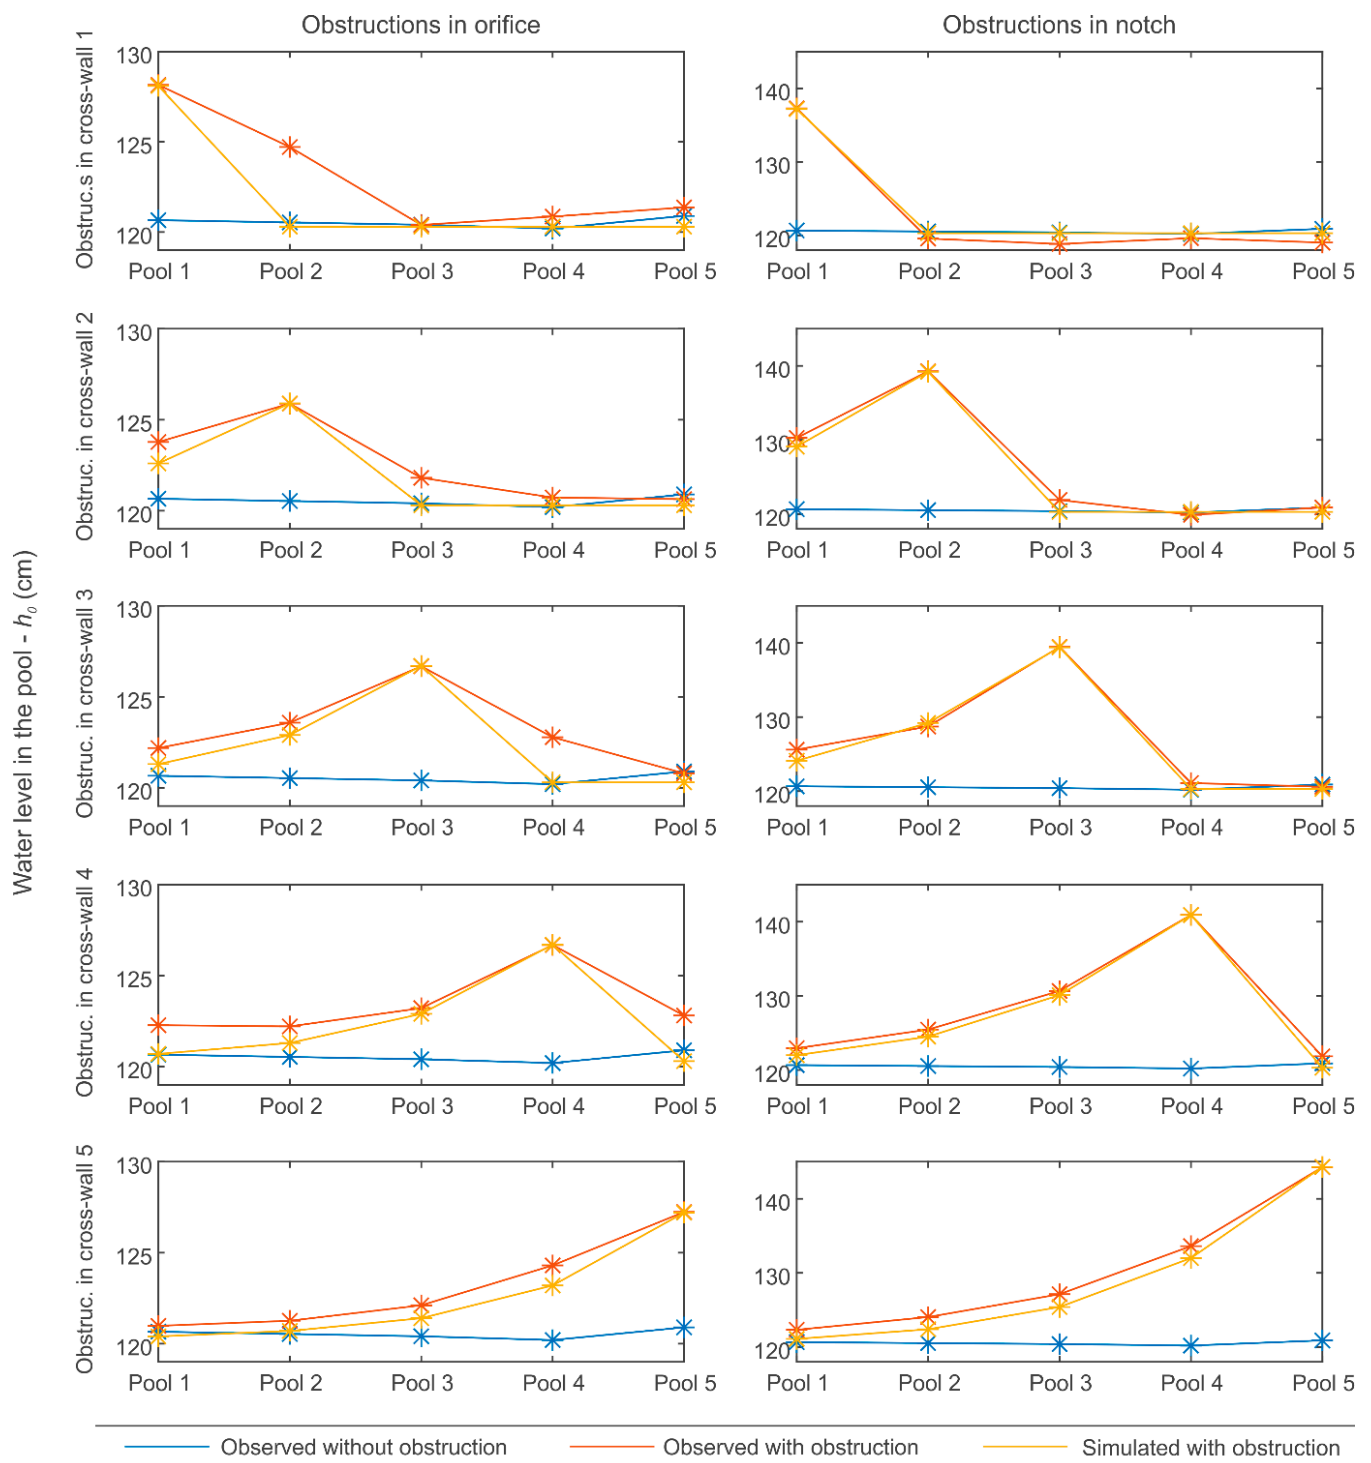 Obstructions in orifice
Obstructions in notch
Water level in the pool - h₀ (cm)
Obstruc.s in cross-wall 1
130
125
120
Pool 1 Pool 2 Pool 3 Pool 4 Pool 5
140
130
120
Pool 1 Pool 2 Pool 3 Pool 4 Pool 5
Obstruc. in cross-wall 2
130
125
120
Pool 1 Pool 2 Pool 3 Pool 4 Pool 5
140
130
120
Pool 1 Pool 2 Pool 3 Pool 4 Pool 5
Obstruc. in cross-wall 3
130
125
120
Pool 1 Pool 2 Pool 3 Pool 4 Pool 5
140
130
120
Pool 1 Pool 2 Pool 3 Pool 4 Pool 5
Obstruc. in cross-wall 4
130
125
120
Pool 1 Pool 2 Pool 3 Pool 4 Pool 5
140
130
120
Pool 1 Pool 2 Pool 3 Pool 4 Pool 5
Obstruc. in cross-wall 5
130
125
120
Pool 1 Pool 2 Pool 3 Pool 4 Pool 5
140
130
120
Pool 1 Pool 2 Pool 3 Pool 4 Pool 5
Observed without obstruction Observed with obstruction Simulated with obstruction